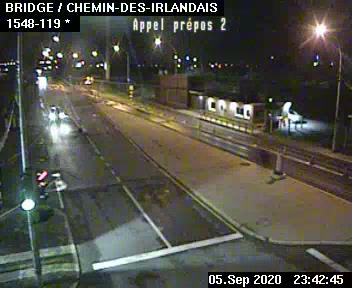 BRIDGE / CHEMIN-DES-IRLANDAIS
1548-119 *
Appel prépos 2
05.Sep 2020 23:42:45